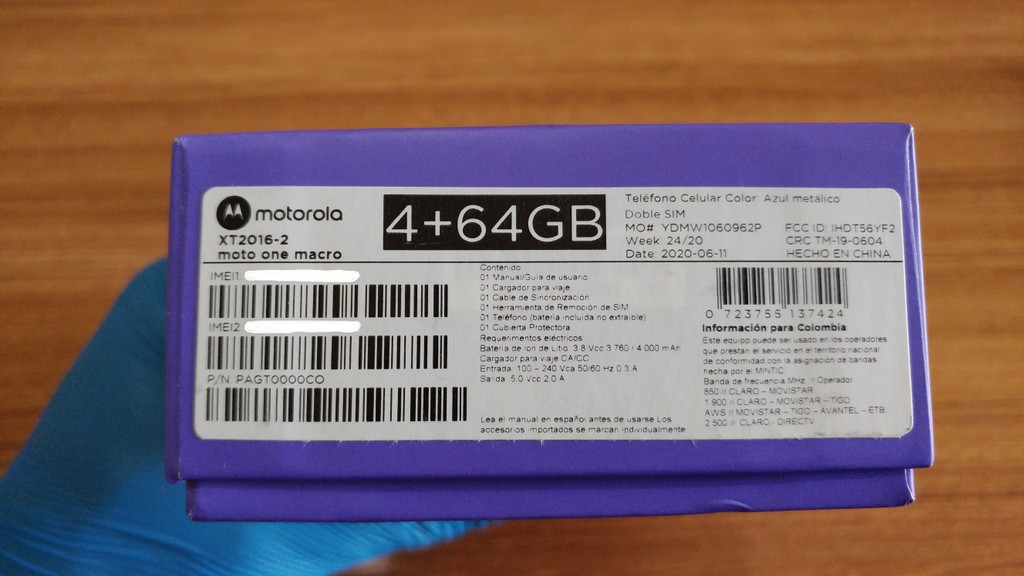 motorola
XT2016-2
moto one macro
4+64GB
Teléfono Celular Color: Azul metálico
Doble SIM
MO# YDMW1060962P
Week: 24/20
Date: 2020-06-11
FCC ID: IHDT56YF2
CRC TM-19-0604
HECHO EN CHINA
IMEI1:
IMEI2
P/N: PAGT0000CO
Contenido
01 Manual/Guía de usuario
01 Cargador para viaje
01 Cable de Sincronización
01 Herramienta de Remoción de SIM
01 Teléfono (batería incluida no extraíble)
01 Cubierta Protectora
Requerimientos eléctricos
Batería de Ion de Litio 3.8 Vcc 3 760 / 4 000 mAh
Cargador para viaje CA/CC
Entrada 100 - 240 Vca 50/60 Hz 0.3 A
Salida 5.0 Vcc 2.0 A
Lea el manual en español antes de usarse Los
accesorios importados se marcan individualmente
0 723755 137424
Información para Colombia
Este equipo puede ser usado en los operadores
que prestan el servicio en el territorio nacional
de conformidad con la asignación de bandas
hecha por el MINTIC
Banda de frecuencia MHz // Operador
850 // CLARO - MOVISTAR
1 900 // CLARO - MOVISTAR - TIGO
AWS // MOVISTAR - TIGO - AVANTEL - ETB
2 500 // CLARO - DIRECTV